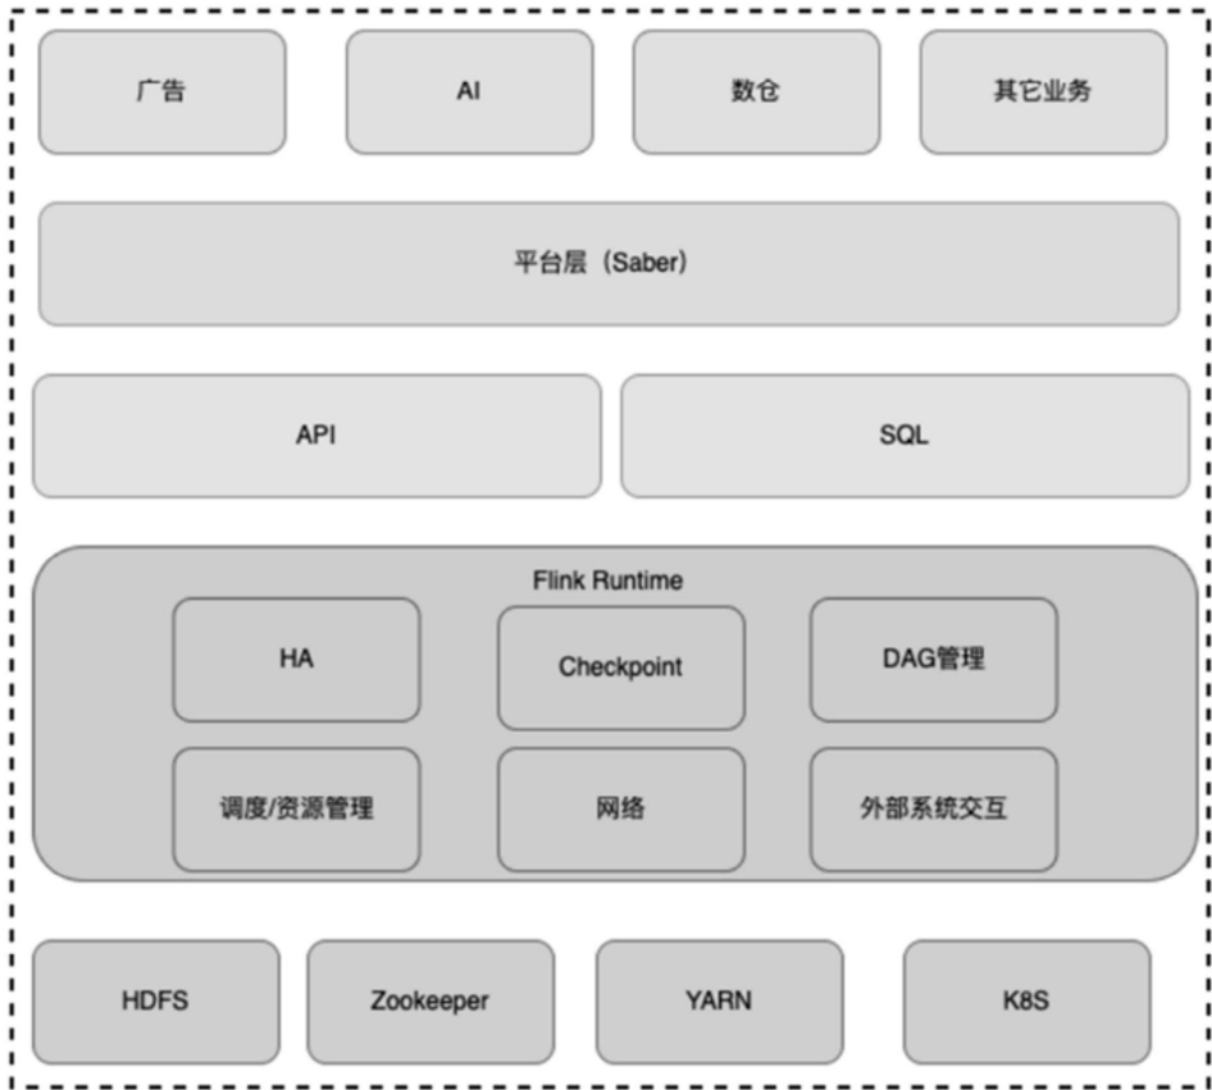 广告
AI
数仓
其它业务
平台层（Saber）
API
SQL
Flink Runtime
HA
Checkpoint
DAG管理
调度/资源管理
网络
外部系统交互
HDFS
Zookeeper
YARN
K8S